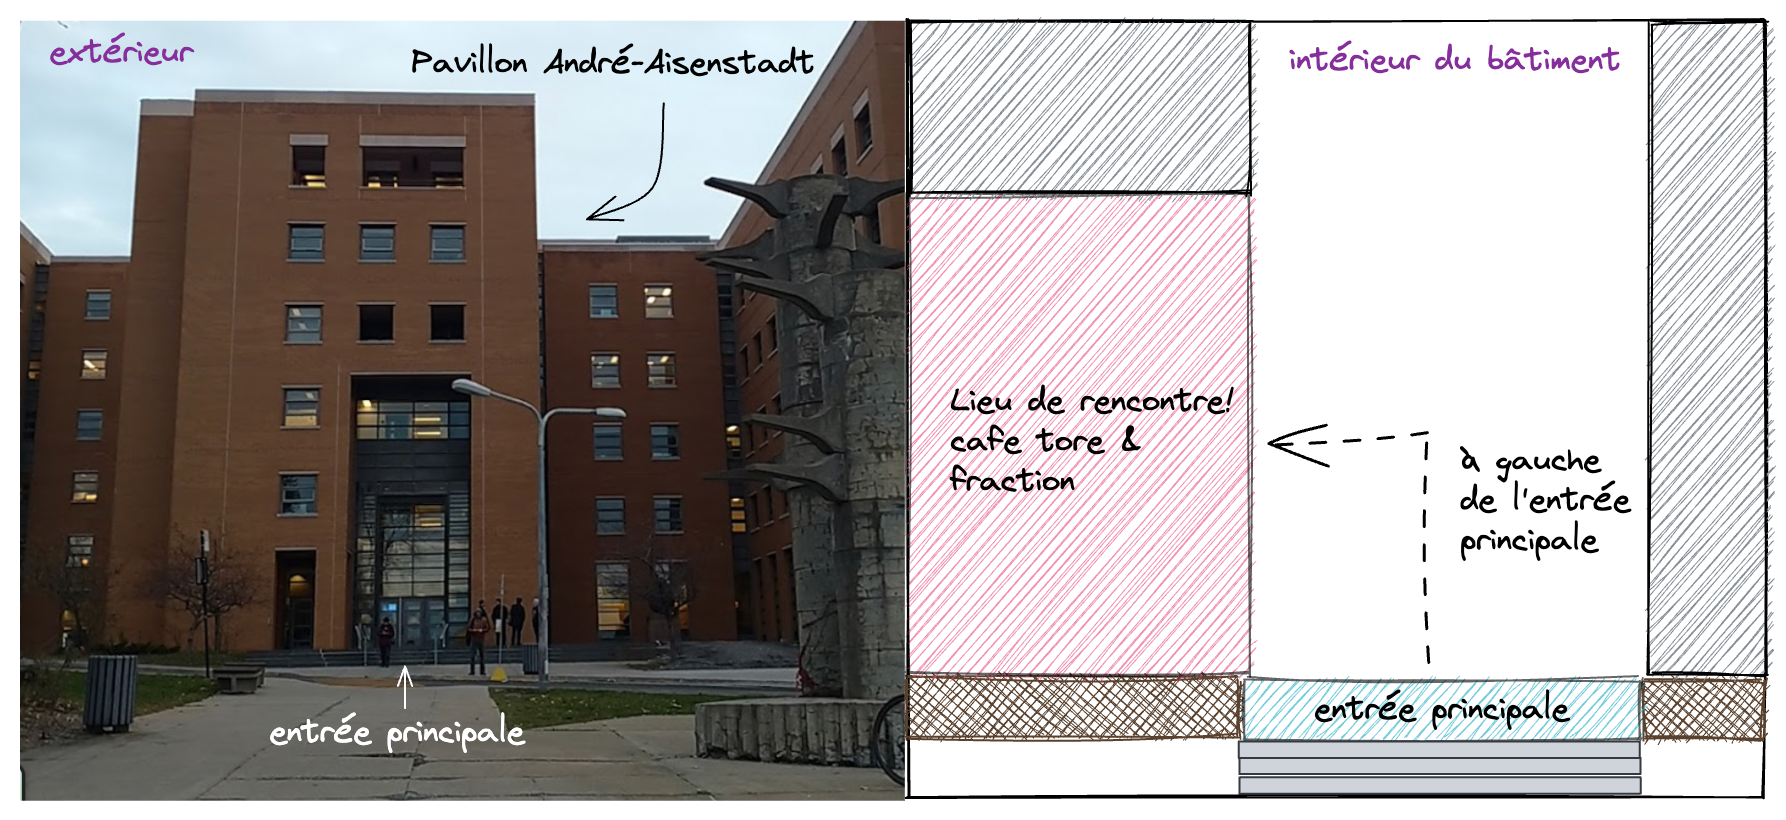 extérieur
Pavillon André-Aisenstadt
entrée principale
intérieur du bâtiment
Lieu de rencontre!
cafe tore &
fraction
à gauche
de l'entrée
principale
entrée principale